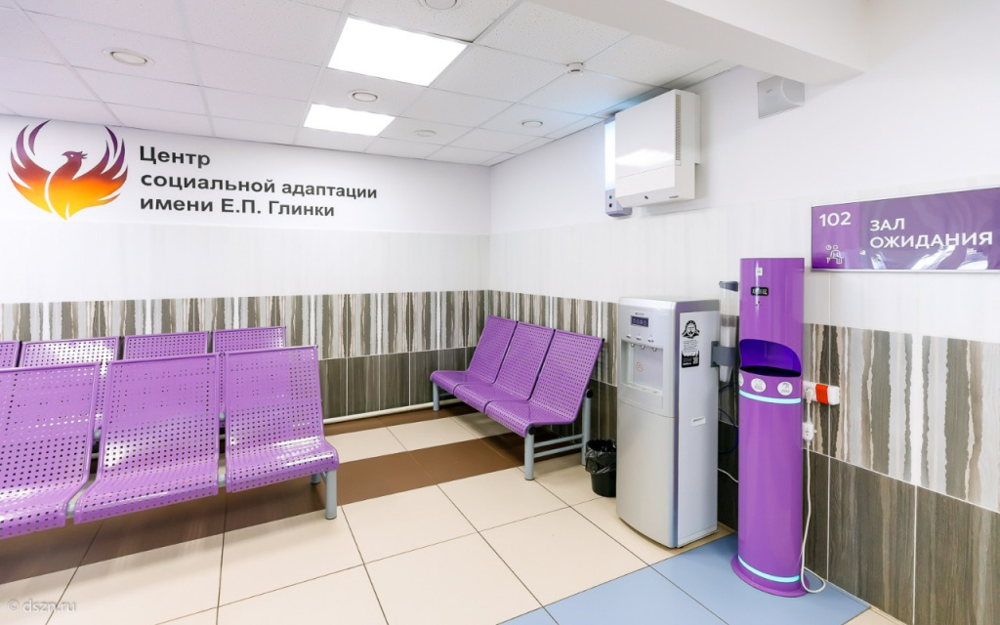 Центр
социальной адаптации
имени Е.П. Глинки
102
ЗАЛ
ОЖИДАНИЯ
© dszn.ru